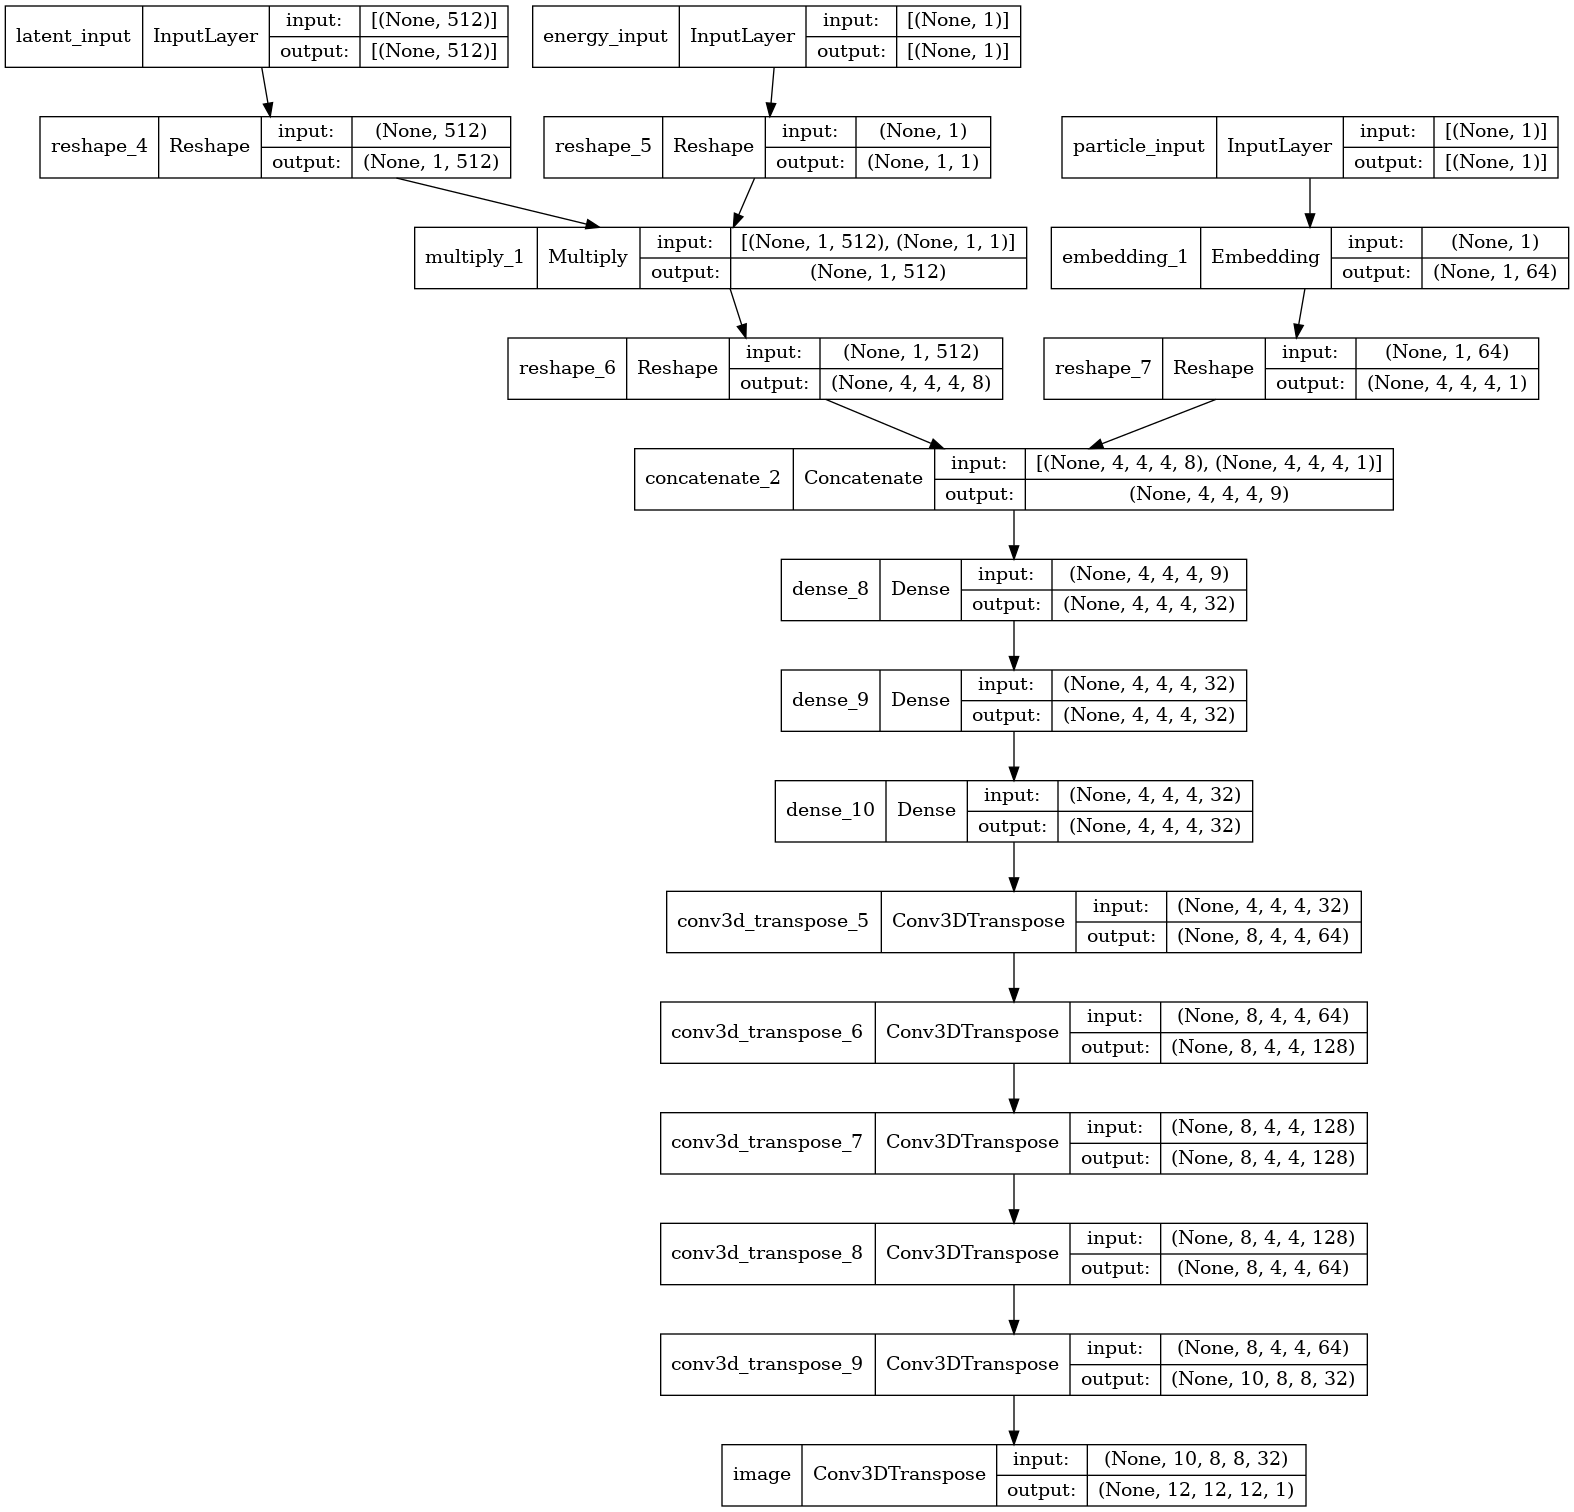 latent_input InputLayer input: [(None, 512)]
output: [(None, 512)]
energy_input InputLayer input: [(None, 1)]
output: [(None, 1)]
reshape_4 Reshape input: (None, 512)
output: (None, 1, 512)
reshape_5 Reshape input: (None, 1)
output: (None, 1, 1)
particle_input InputLayer input: [(None, 1)]
output: [(None, 1)]
multiply_1 Multiply input: [(None, 1, 512), (None, 1, 1)]
output: (None, 1, 512)
embedding_1 Embedding input: (None, 1)
output: (None, 1, 64)
reshape_6 Reshape input: (None, 1, 512)
output: (None, 4, 4, 4, 8)
reshape_7 Reshape input: (None, 1, 64)
output: (None, 4, 4, 4, 1)
concatenate_2 Concatenate input: [(None, 4, 4, 4, 8), (None, 4, 4, 4, 1)]
output: (None, 4, 4, 4, 9)
dense_8 Dense input: (None, 4, 4, 4, 9)
output: (None, 4, 4, 4, 32)
dense_9 Dense input: (None, 4, 4, 4, 32)
output: (None, 4, 4, 4, 32)
dense_10 Dense input: (None, 4, 4, 4, 32)
output: (None, 4, 4, 4, 32)
conv3d_transpose_5 Conv3DTranspose input: (None, 4, 4, 4, 32)
output: (None, 8, 4, 4, 64)
conv3d_transpose_6 Conv3DTranspose input: (None, 8, 4, 4, 64)
output: (None, 8, 4, 4, 128)
conv3d_transpose_7 Conv3DTranspose input: (None, 8, 4, 4, 128)
output: (None, 8, 4, 4, 128)
conv3d_transpose_8 Conv3DTranspose input: (None, 8, 4, 4, 128)
output: (None, 8, 4, 4, 64)
conv3d_transpose_9 Conv3DTranspose input: (None, 8, 4, 4, 64)
output: (None, 10, 8, 8, 32)
image Conv3DTranspose input: (None, 10, 8, 8, 32)
output: (None, 12, 12, 12, 1)